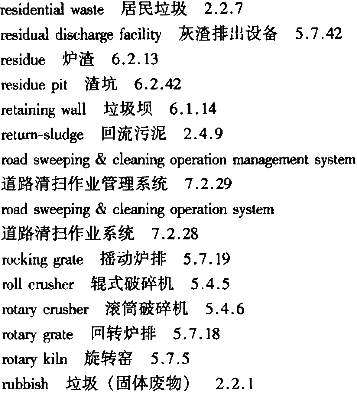 residential waste 居民垃圾 2.2.7
residual discharge facility 灰渣排出设备 5.7.42
residue 炉渣 6.2.13
residue pit 渣坑 6.2.42
retaining wall 垃圾坝 6.1.14
return-sludge 回流污泥 2.4.9
road sweeping & cleaning operation management system
道路清扫作业管理系统 7.2.29
road sweeping & cleaning operation system
道路清扫作业系统 7.2.28
rocking grate 摇动炉排 5.7.19
roll crusher 辊式破碎机 5.4.5
rotary crusher 滚筒破碎机 5.4.6
rotary grate 回转炉排 5.7.18
rotary kiln 旋转窑 5.7.5
rubbish 垃圾（固体废物） 2.2.1